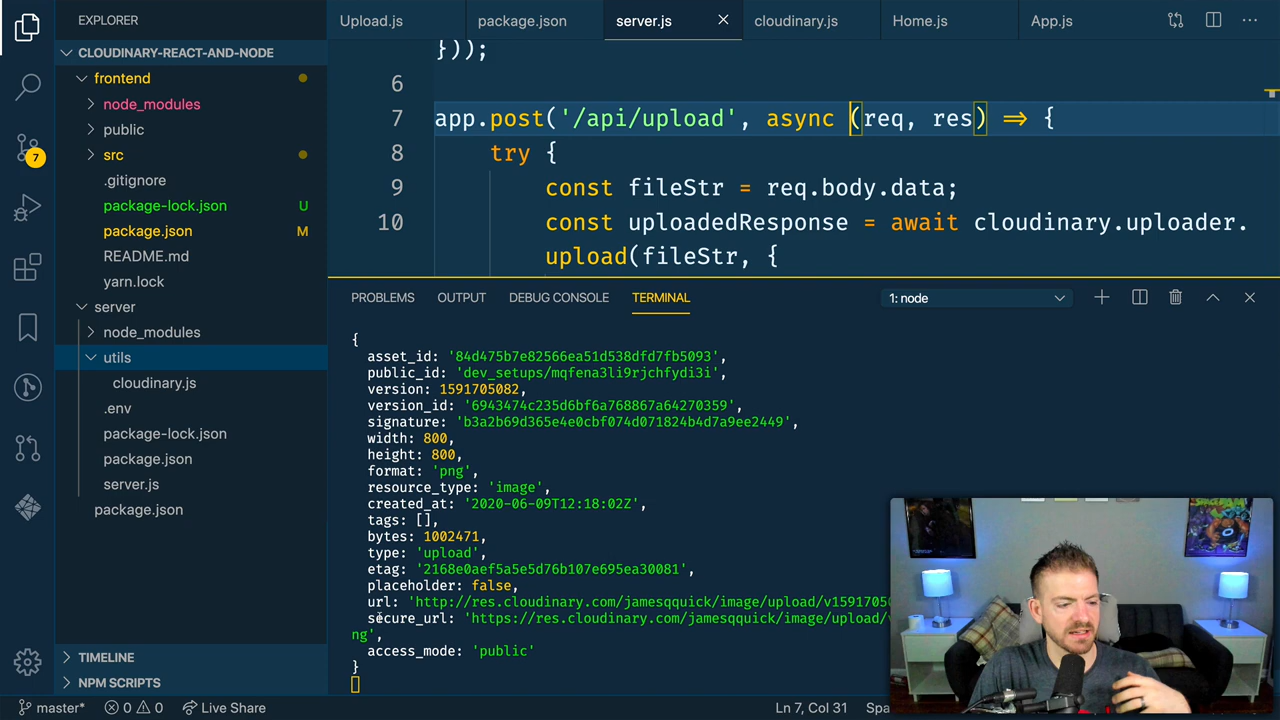 EXPLORER
Upload.js
package.json
server.js
cloudinary.js
Home.js
App.js
CLOUDINARY-REACT-AND-NODE
frontend
node_modules
public
src
.gitignore
package-lock.json U
package.json M
README.md
yarn.lock
server
node_modules
utils
cloudinary.js
.env
package-lock.json
package.json
server.js
package.json
TIMELINE
NPM SCRIPTS
7
}));
6
7 app.post('/api/upload', async (req, res) => {
8 try {
9 const fileStr = req.body.data;
10 const uploadedResponse = await cloudinary.uploader.
upload(fileStr, {
PROBLEMS OUTPUT DEBUG CONSOLE TERMINAL 1: node
{
asset_id: '84d475b7e82566ea51d538dfd7fb5093',
public_id: 'dev_setups/mqfena3li9rjchfydi3i',
version: 1591705082,
version_id: '6943474c235d6bf6a768867a64270359',
signature: 'b3a2b69d365e4e0cbf074d071824b4d7a9ee2449',
width: 800,
height: 800,
format: 'png',
resource_type: 'image',
created_at: '2020-06-09T12:18:02Z',
tags: [],
bytes: 1002471,
type: 'upload',
etag: '2168e0aef5a5e5d76b107e695ea30081',
placeholder: false,
url: 'http://res.cloudinary.com/jamesqquick/image/upload/v1591705
secure_url: 'https://res.cloudinary.com/jamesqquick/image/upload/v
ng',
access_mode: 'public'
}
master* 0 0 Live Share Ln 7, Col 31 Spa